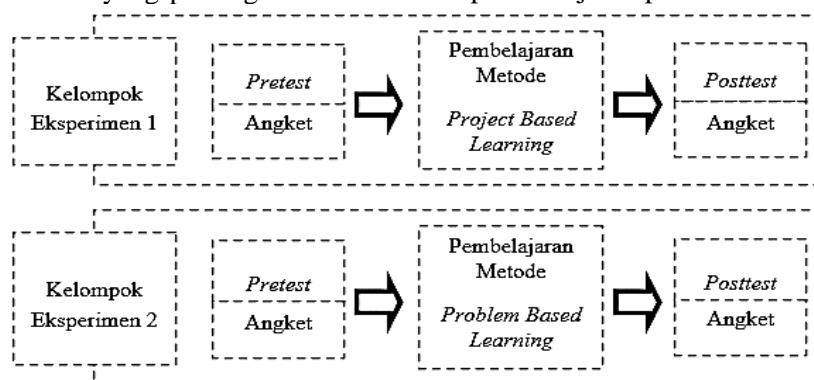 Kelompok
Eksperimen 1
Pretest
Angket
Pembelajaran
Metode
Project Based
Learning
Posttest
Angket
Kelompok
Eksperimen 2
Pretest
Angket
Pembelajaran
Metode
Problem Based
Learning
Posttest
Angket